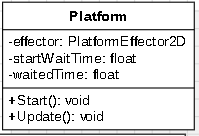 Platform
-effector: PlatformEffector2D
-startWaitTime: float
-waitedTime: float
+Start(): void
+Update(): void